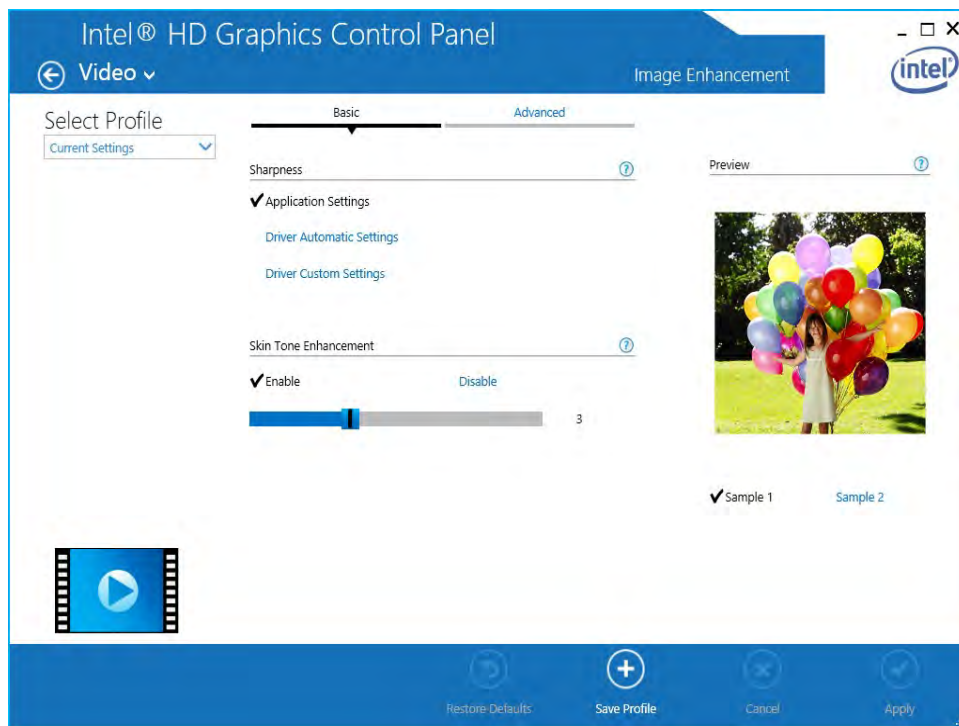 Intel® HD Graphics Control Panel
Video
Image Enhancement
intel
Select Profile
Current Settings
Basic
Advanced
Sharpness
?
Application Settings
Driver Automatic Settings
Driver Custom Settings
Skin Tone Enhancement
?
Enable
Disable
3
Preview
?
Sample 1
Sample 2
Restore Defaults
Save Profile
Cancel
Apply